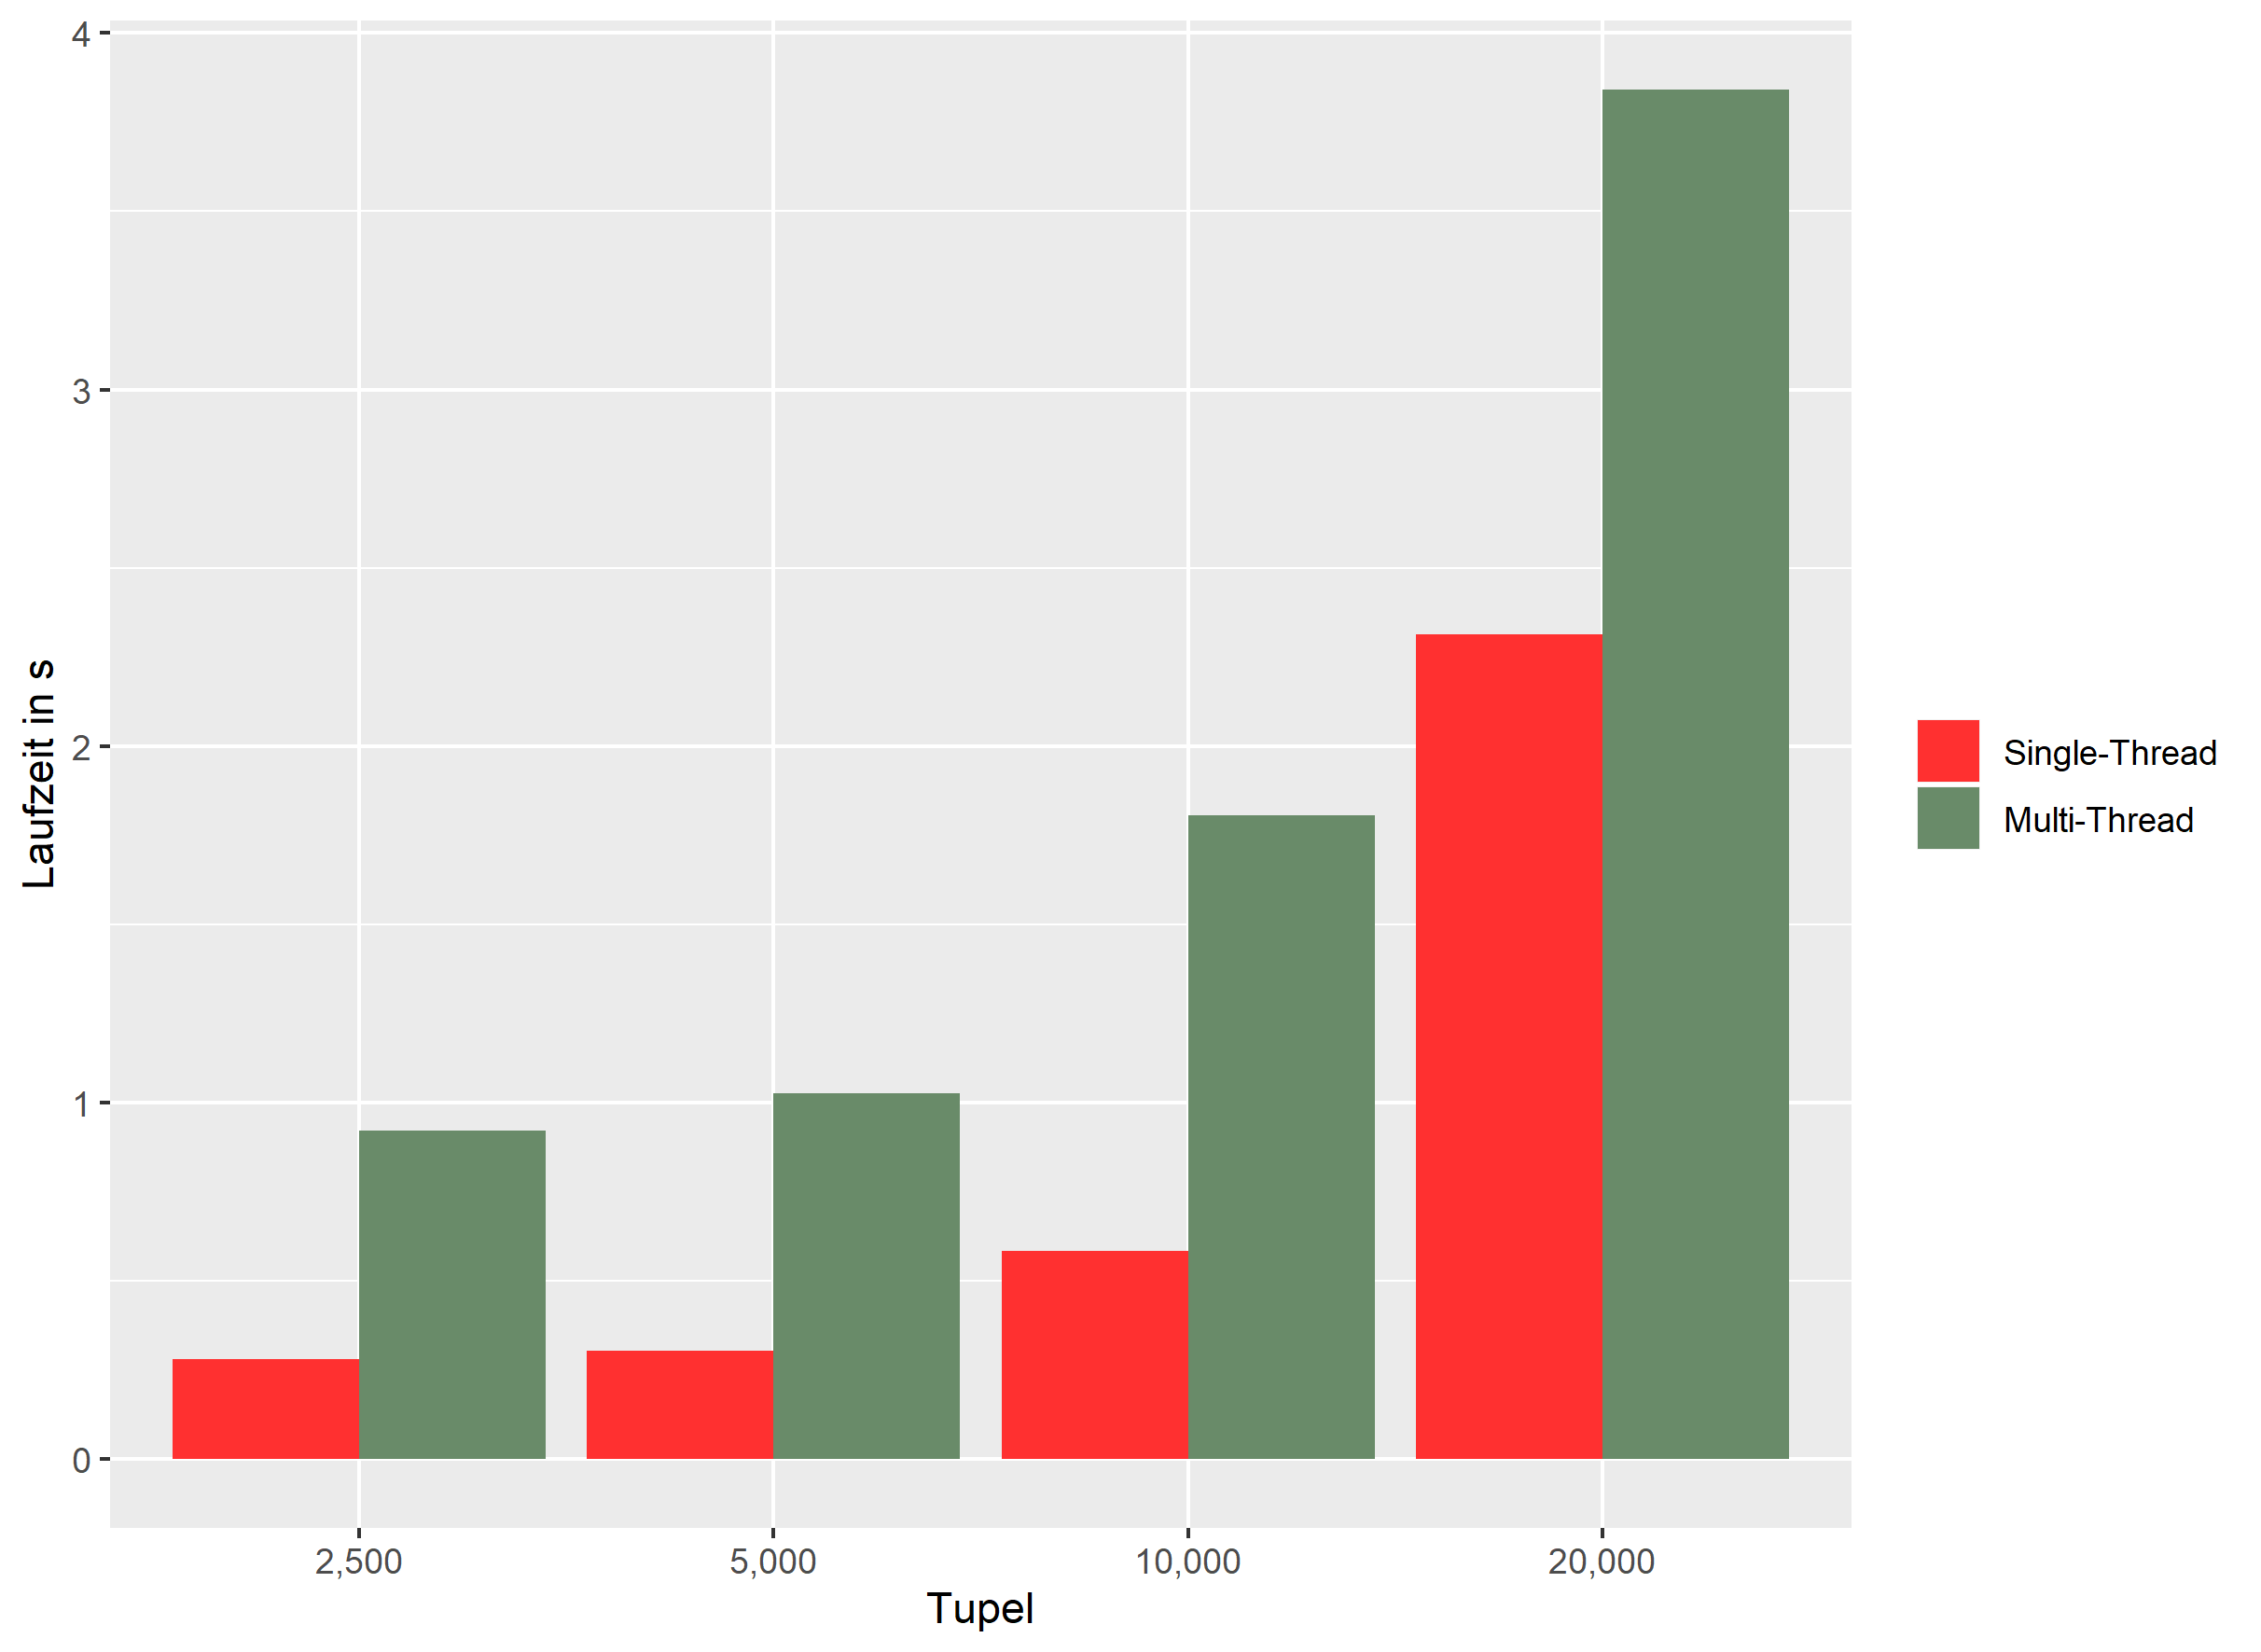 4
3
2
1
0
Laufzeit in s
2,500
5,000
10,000
20,000
Tupel
Single-Thread
Multi-Thread